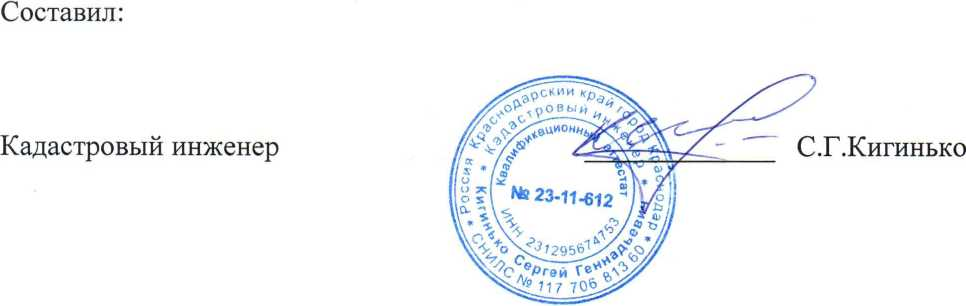 Составил:
Кадастровый инженер
С.Г.Кигинько
* Россия Краснодарский край город Краснодар *
СНИЛС № 117 706 813 60
* Кадастровый инженер *
Кигинько Сергей Геннадьевич
Квалификационный аттестат
№ 23-11-612
ИНН 231295674753